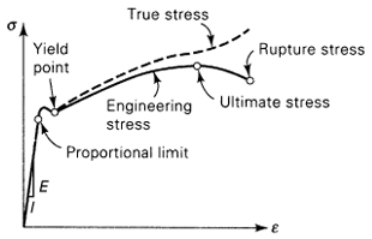 True stress
σ
Yield
point
Rupture stress
Engineering
stress
Ultimate stress
Proportional limit
E
I
ε